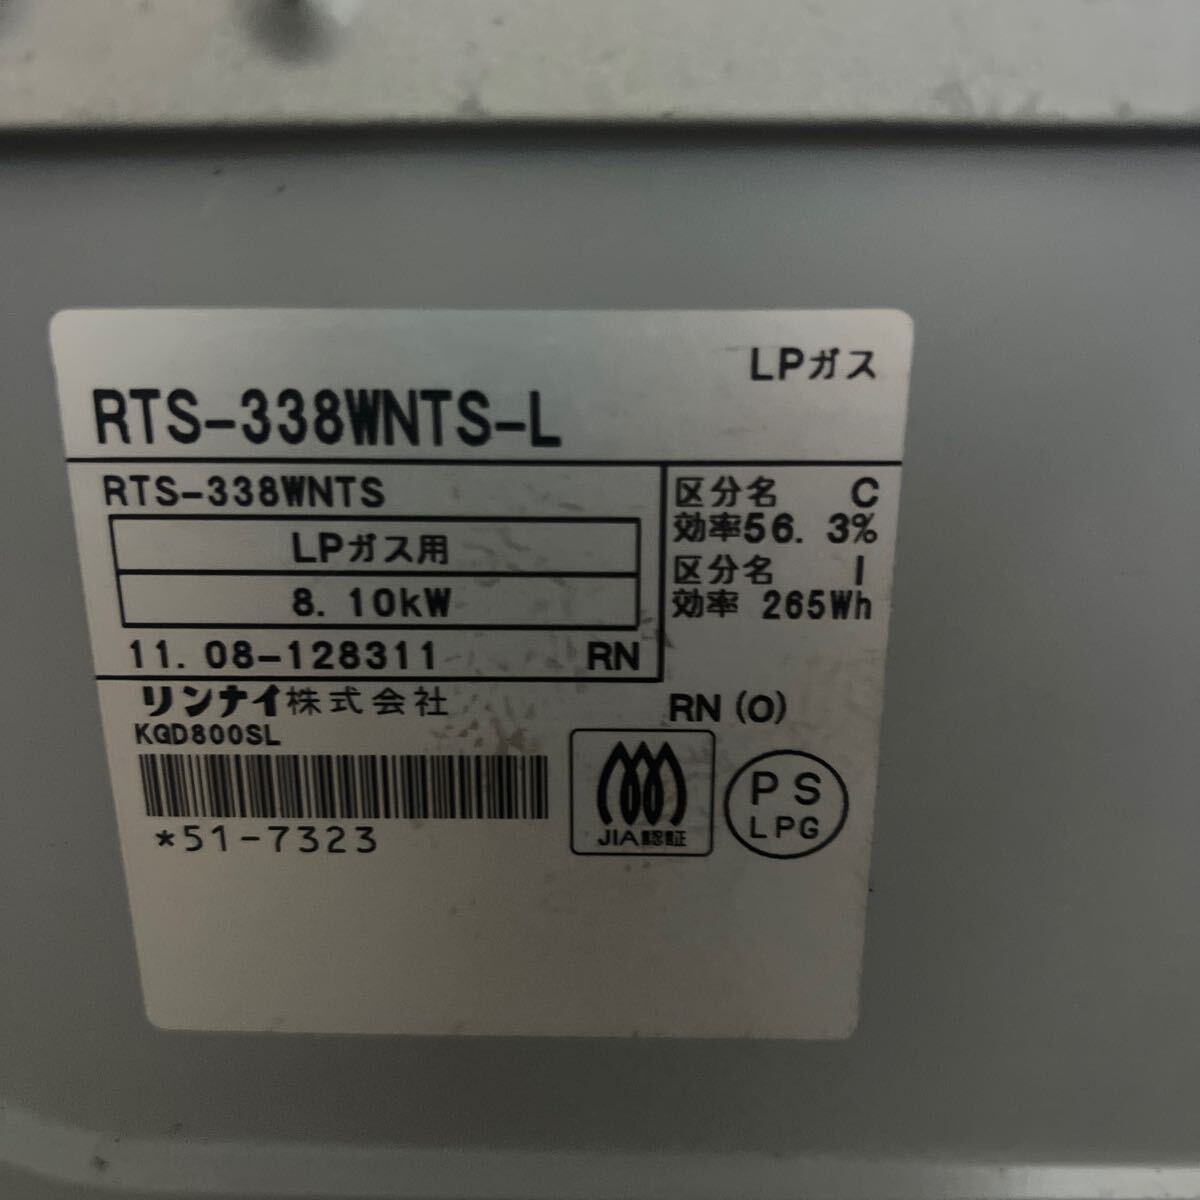 LPガス
RTS-338WNTS-L
RTS-338WNTS
LPガス用
8.10kW
11.08-128311 RN
区分名 C
効率56.3%
区分名 I
効率 265Wh
リンナイ株式会社
RN(O)
KGD800SL
*51-7323
JIA認証
PS
LPG